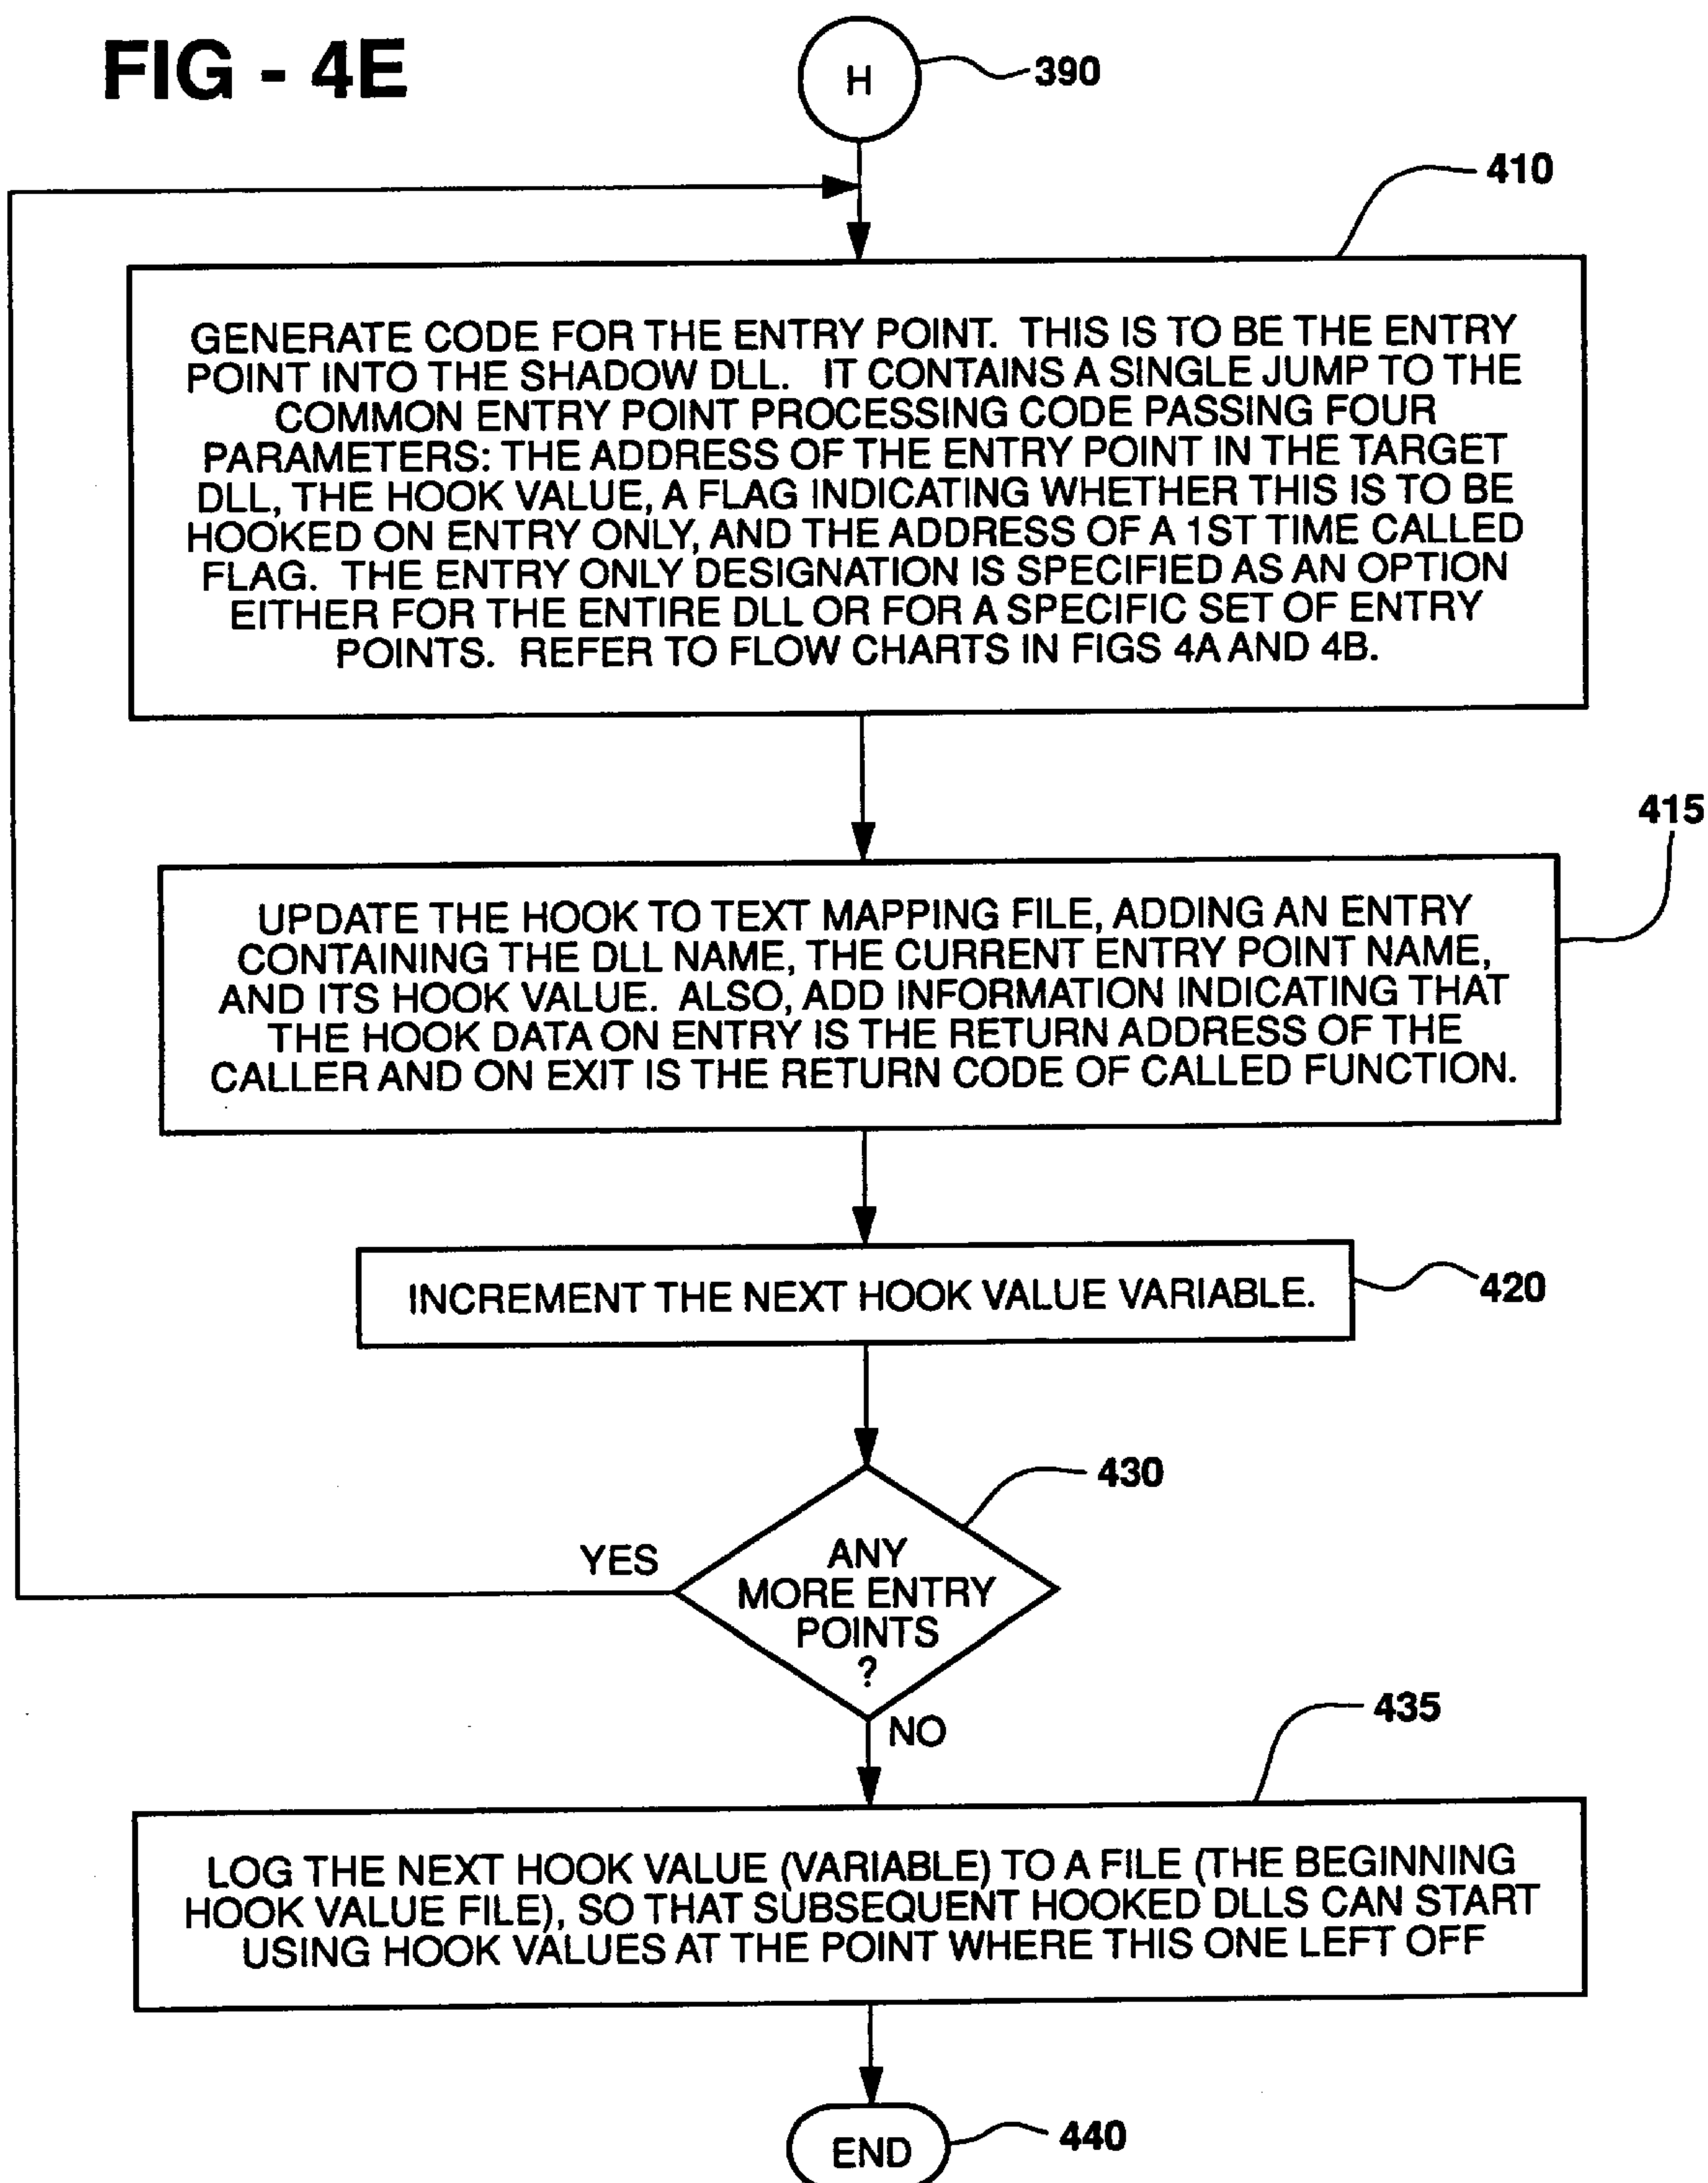 FIG - 4E
H
390
410
GENERATE CODE FOR THE ENTRY POINT. THIS IS TO BE THE ENTRY
POINT INTO THE SHADOW DLL. IT CONTAINS A SINGLE JUMP TO THE
COMMON ENTRY POINT PROCESSING CODE PASSING FOUR
PARAMETERS: THE ADDRESS OF THE ENTRY POINT IN THE TARGET
DLL, THE HOOK VALUE, A FLAG INDICATING WHETHER THIS IS TO BE
HOOKED ON ENTRY ONLY, AND THE ADDRESS OF A 1ST TIME CALLED
FLAG. THE ENTRY ONLY DESIGNATION IS SPECIFIED AS AN OPTION
EITHER FOR THE ENTIRE DLL OR FOR A SPECIFIC SET OF ENTRY
POINTS. REFER TO FLOW CHARTS IN FIGS 4A AND 4B.
415
UPDATE THE HOOK TO TEXT MAPPING FILE, ADDING AN ENTRY
CONTAINING THE DLL NAME, THE CURRENT ENTRY POINT NAME,
AND ITS HOOK VALUE. ALSO, ADD INFORMATION INDICATING THAT
THE HOOK DATA ON ENTRY IS THE RETURN ADDRESS OF THE
CALLER AND ON EXIT IS THE RETURN CODE OF CALLED FUNCTION.
INCREMENT THE NEXT HOOK VALUE VARIABLE.
420
430
YES
ANY
MORE ENTRY
POINTS
?
NO
435
LOG THE NEXT HOOK VALUE (VARIABLE) TO A FILE (THE BEGINNING
HOOK VALUE FILE), SO THAT SUBSEQUENT HOOKED DLLS CAN START
USING HOOK VALUES AT THE POINT WHERE THIS ONE LEFT OFF
END
440